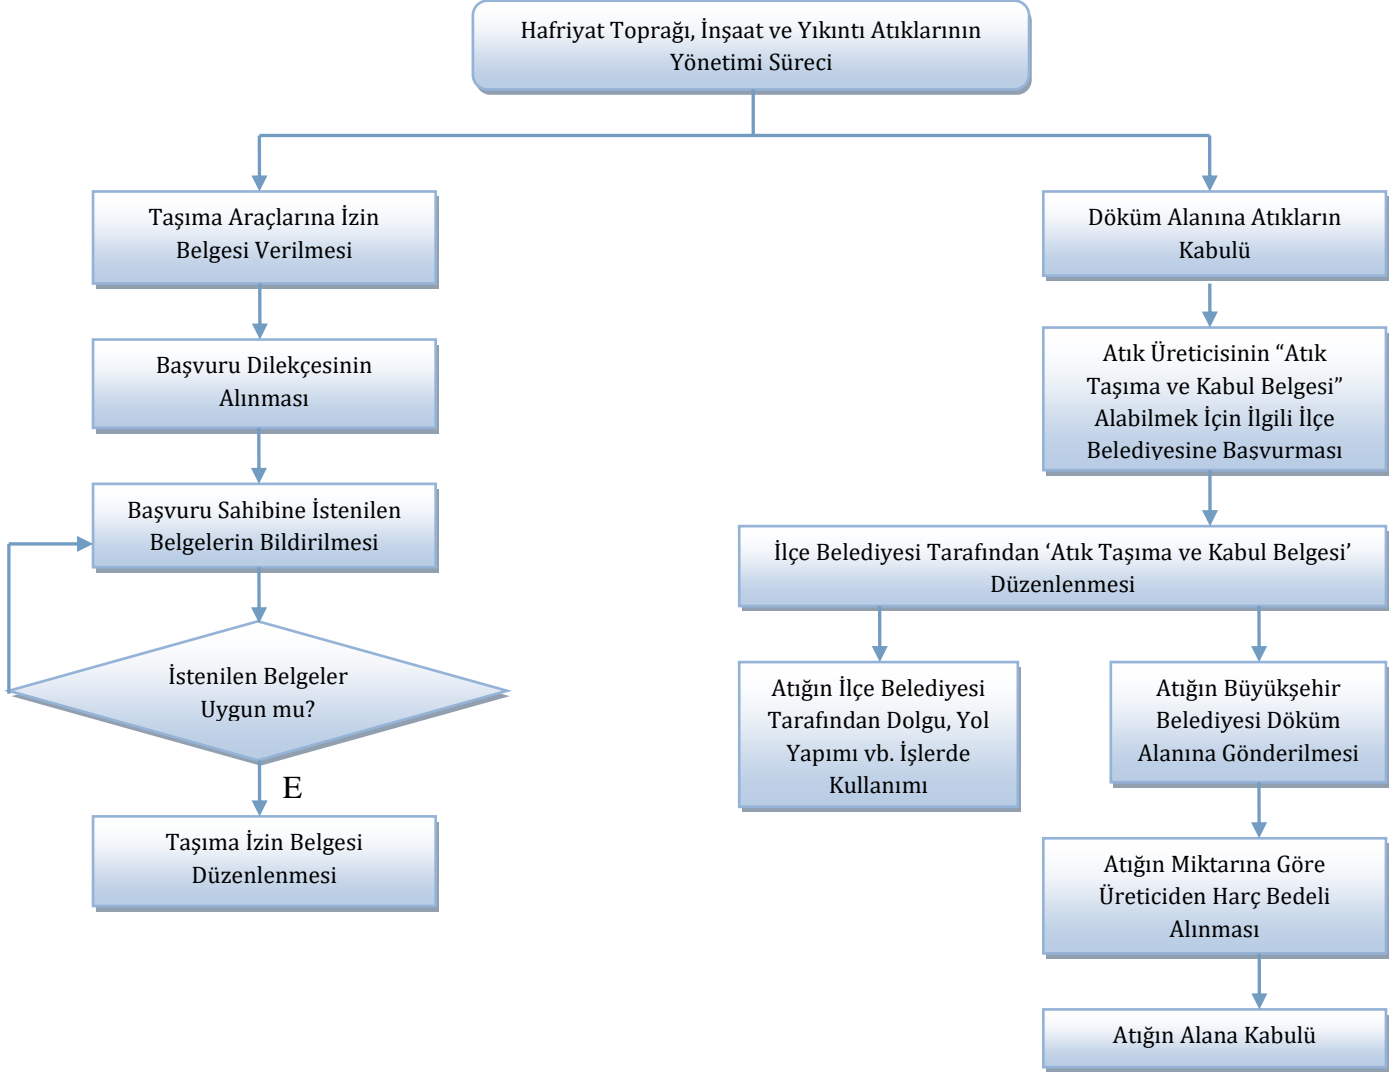 Hafriyat Toprağı, İnşaat ve Yıkıntı Atıklarının
Yönetimi Süreci
Taşıma Araçlarına İzin
Belgesi Verilmesi
Başvuru Dilekçesinin
Alınması
Başvuru Sahibine İstenilen
Belgelerin Bildirilmesi
İstenilen Belgeler
Uygun mu?
E
Taşıma İzin Belgesi
Düzenlenmesi
Döküm Alanına Atıkların
Kabulü
Atık Üreticisinin “Atık
Taşıma ve Kabul Belgesi”
Alabilmek İçin İlgili İlçe
Belediyesine Başvurması
İlçe Belediyesi Tarafından ‘Atık Taşıma ve Kabul Belgesi’
Düzenlenmesi
Atığın İlçe Belediyesi
Tarafından Dolgu, Yol
Yapımı vb. İşlerde
Kullanımı
Atığın Büyükşehir
Belediyesi Döküm
Alanına Gönderilmesi
Atığın Miktarına Göre
Üreticiden Harç Bedeli
Alınması
Atığın Alana Kabulü